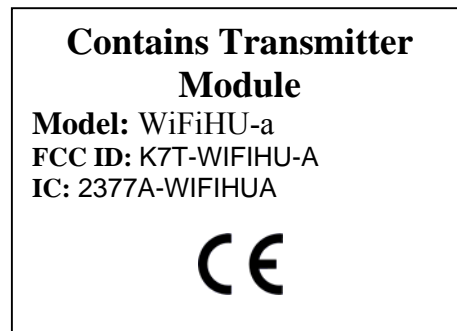 Contains Transmitter
Module
Model: WiFiHU-a
FCC ID: K7T-WIFIHU-A
IC: 2377A-WIFIHUA
CE